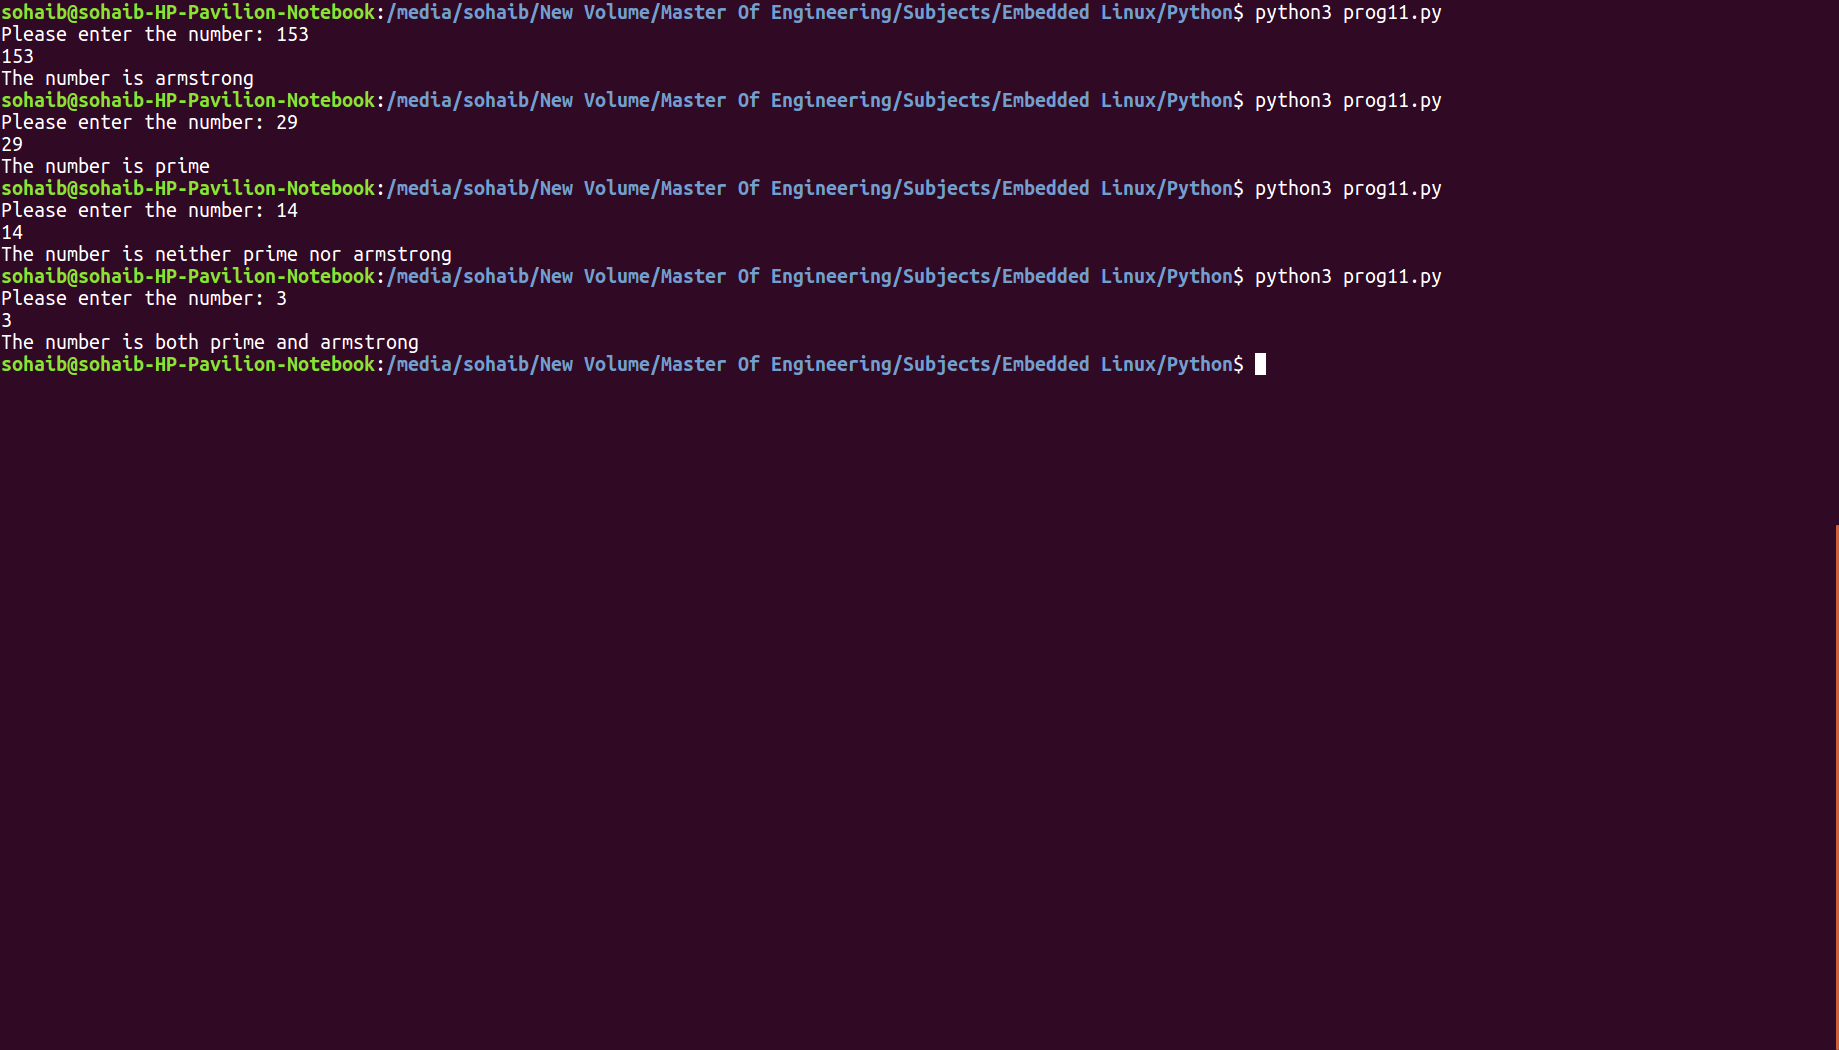 sohaib@sohaib-HP-Pavilion-Notebook:/media/sohaib/New Volume/Master Of Engineering/Subjects/Embedded Linux/Python$ python3 prog11.py
Please enter the number: 153
153
The number is armstrong
sohaib@sohaib-HP-Pavilion-Notebook:/media/sohaib/New Volume/Master Of Engineering/Subjects/Embedded Linux/Python$ python3 prog11.py
Please enter the number: 29
29
The number is prime
sohaib@sohaib-HP-Pavilion-Notebook:/media/sohaib/New Volume/Master Of Engineering/Subjects/Embedded Linux/Python$ python3 prog11.py
Please enter the number: 14
14
The number is neither prime nor armstrong
sohaib@sohaib-HP-Pavilion-Notebook:/media/sohaib/New Volume/Master Of Engineering/Subjects/Embedded Linux/Python$ python3 prog11.py
Please enter the number: 3
3
The number is both prime and armstrong
sohaib@sohaib-HP-Pavilion-Notebook:/media/sohaib/New Volume/Master Of Engineering/Subjects/Embedded Linux/Python$